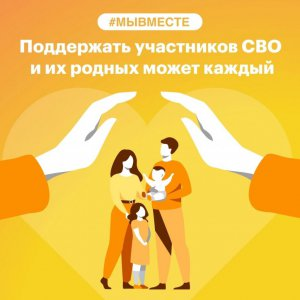 #МЫВМЕСТЕ
Поддержать участников СВО
и их родных может каждый